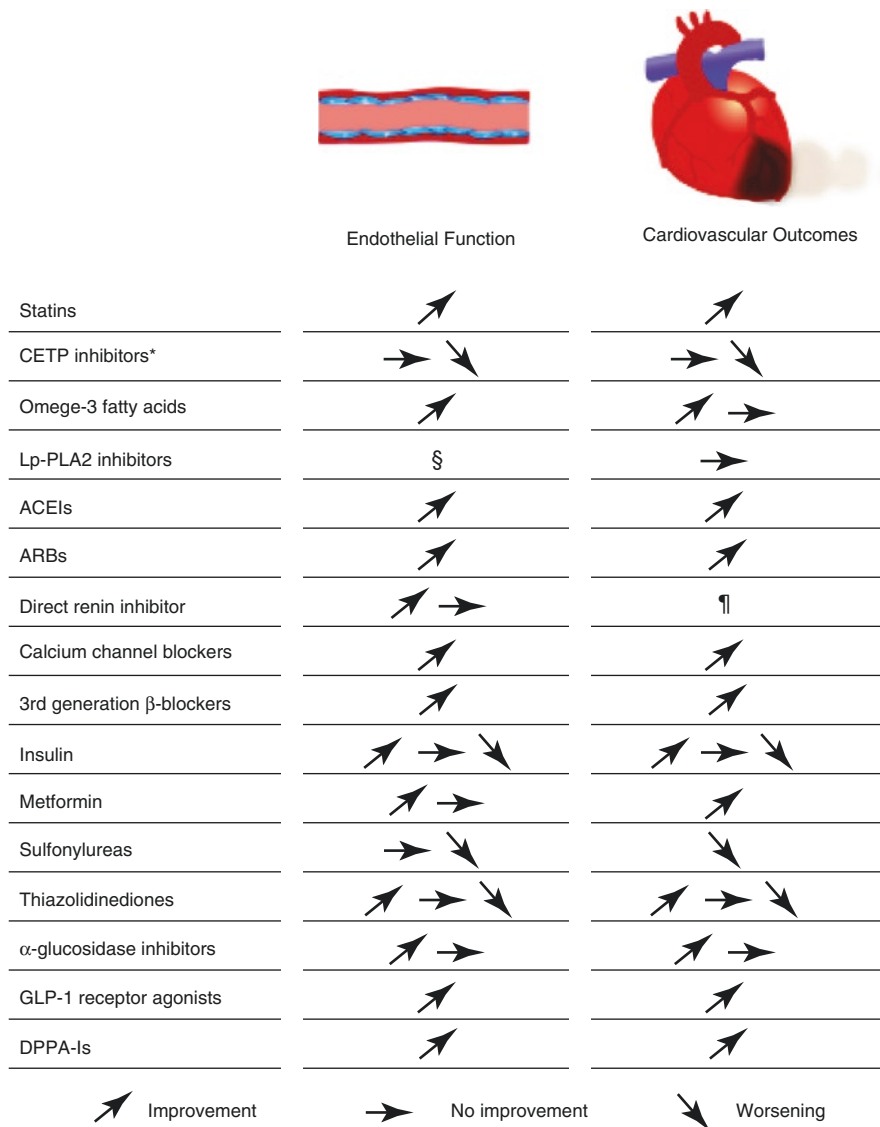 Endothelial Function
Cardiovascular Outcomes
Statins
CETP inhibitors*
Omege-3 fatty acids
Lp-PLA2 inhibitors §
ACEIs
ARBs
Direct renin inhibitor ¶
Calcium channel blockers
3rd generation β-blockers
Insulin
Metformin
Sulfonylureas
Thiazolidinediones
α-glucosidase inhibitors
GLP-1 receptor agonists
DPPA-Is
Improvement No improvement Worsening